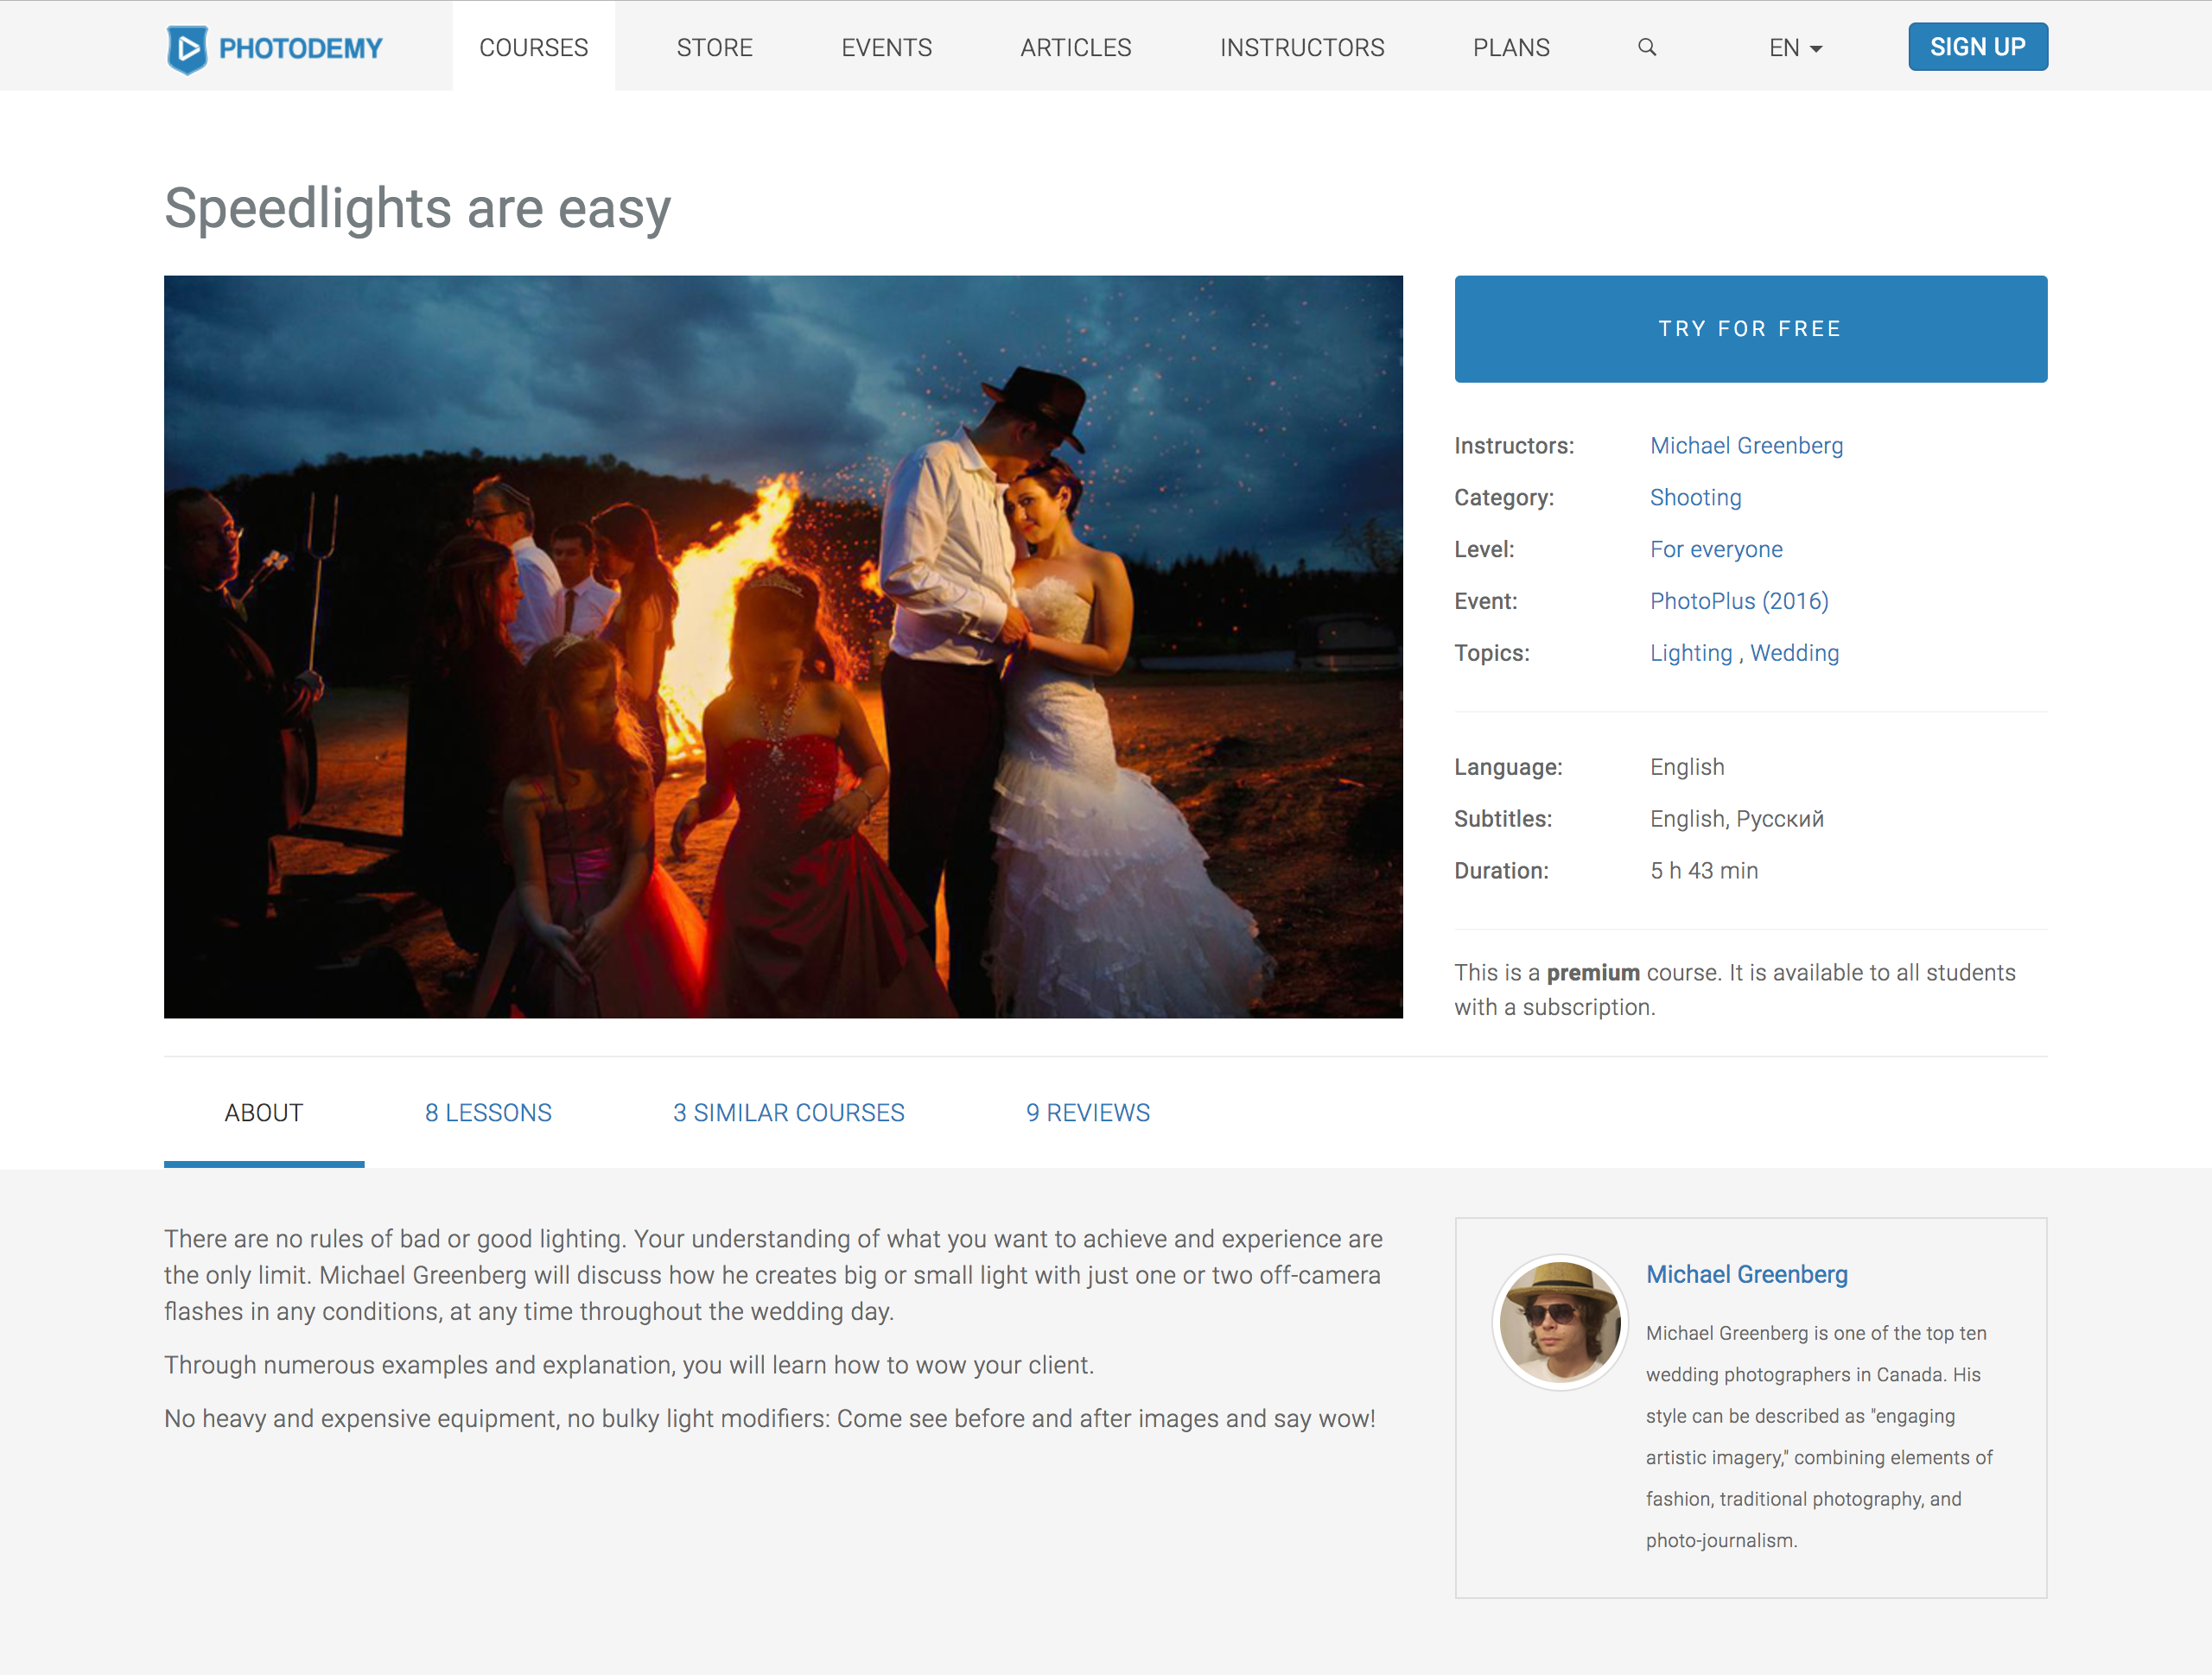 PHOTODEMY COURSES STORE EVENTS ARTICLES INSTRUCTORS PLANS EN SIGN UP
Speedlights are easy
TRY FOR FREE
Instructors: Michael Greenberg
Category: Shooting
Level: For everyone
Event: PhotoPlus (2016)
Topics: Lighting , Wedding
Language: English
Subtitles: English, Русский
Duration: 5 h 43 min
This is a premium course. It is available to all students
with a subscription.
ABOUT 8 LESSONS 3 SIMILAR COURSES 9 REVIEWS
There are no rules of bad or good lighting. Your understanding of what you want to achieve and experience are
the only limit. Michael Greenberg will discuss how he creates big or small light with just one or two off-camera
flashes in any conditions, at any time throughout the wedding day.
Through numerous examples and explanation, you will learn how to wow your client.
No heavy and expensive equipment, no bulky light modifiers: Come see before and after images and say wow!
Michael Greenberg
Michael Greenberg is one of the top ten
wedding photographers in Canada. His
style can be described as "engaging
artistic imagery," combining elements of
fashion, traditional photography, and
photo-journalism.